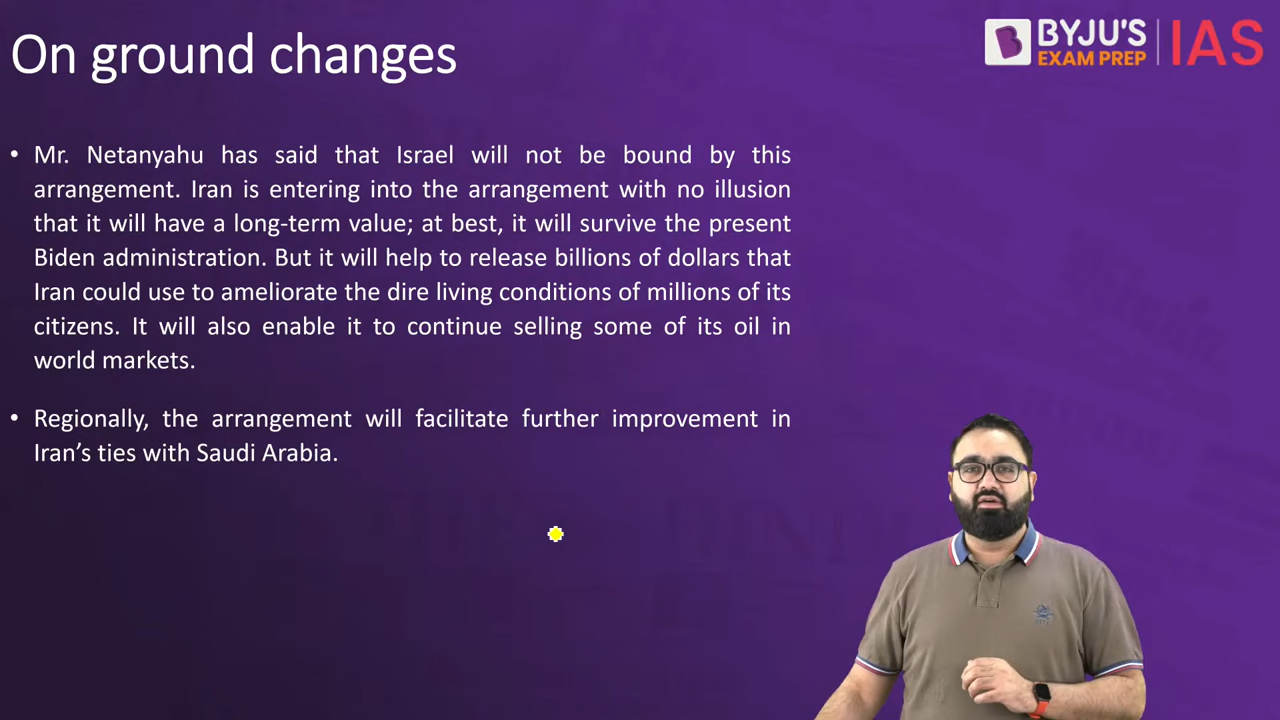 On ground changes
BYJU'S
EXAM PREP
IAS
• Mr. Netanyahu has said that Israel will not be bound by this
arrangement. Iran is entering into the arrangement with no illusion
that it will have a long-term value; at best, it will survive the present
Biden administration. But it will help to release billions of dollars that
Iran could use to ameliorate the dire living conditions of millions of its
citizens. It will also enable it to continue selling some of its oil in
world markets.
• Regionally, the arrangement will facilitate further improvement in
Iran's ties with Saudi Arabia.